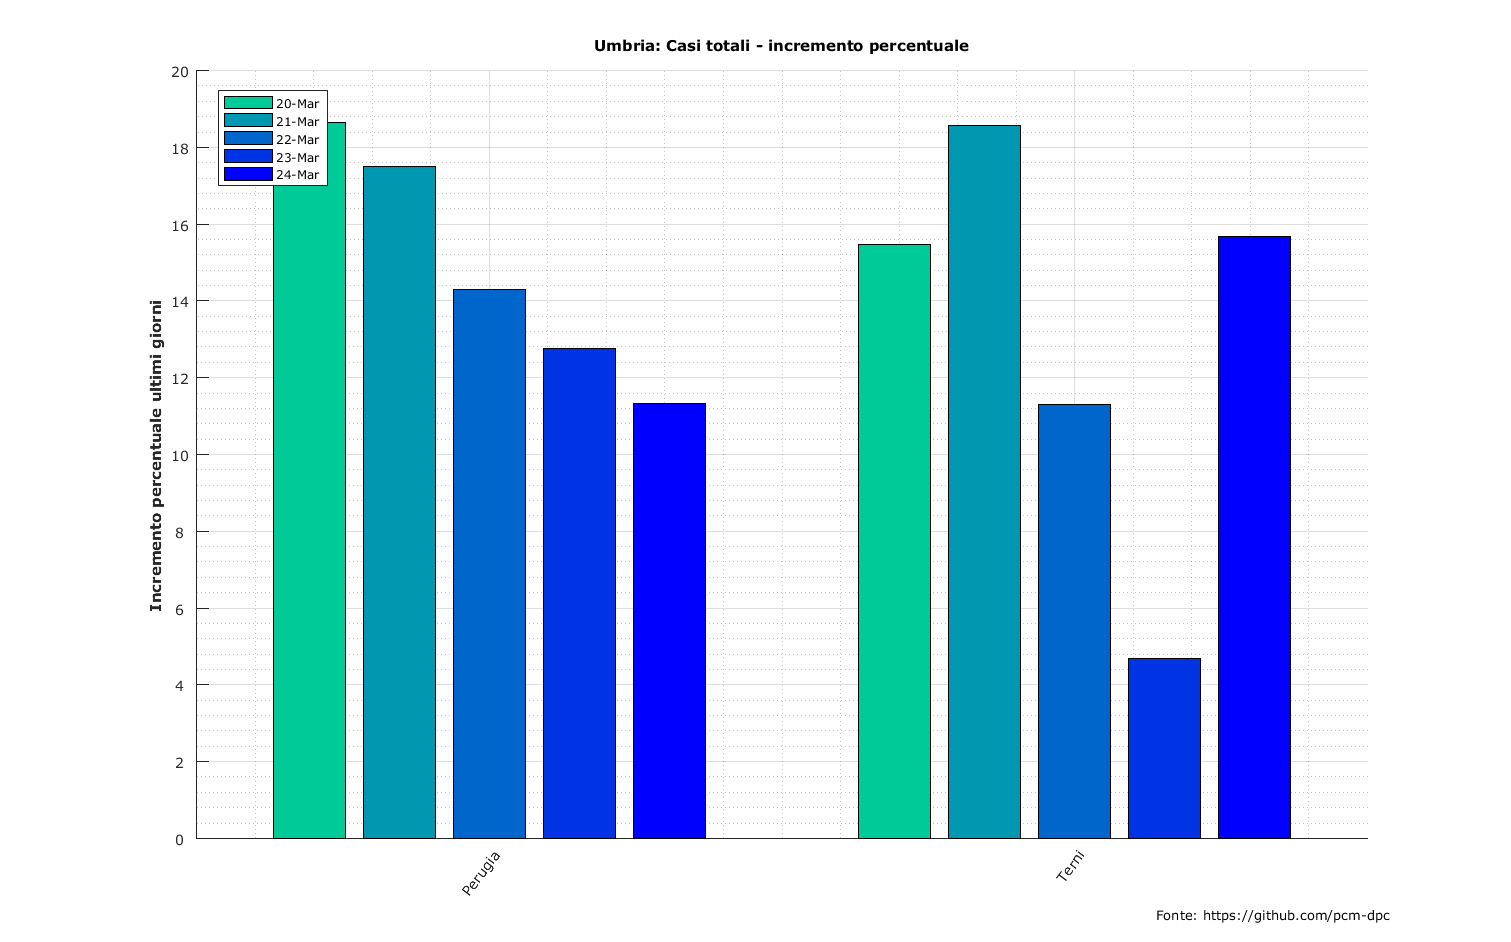 Umbria: Casi totali - incremento percentuale
20
18
16
14
12
10
8
6
4
2
0
Incremento percentuale ultimi giorni
20-Mar
21-Mar
22-Mar
23-Mar
24-Mar
Perugia
Terni
Fonte: https://github.com/pcm-dpc